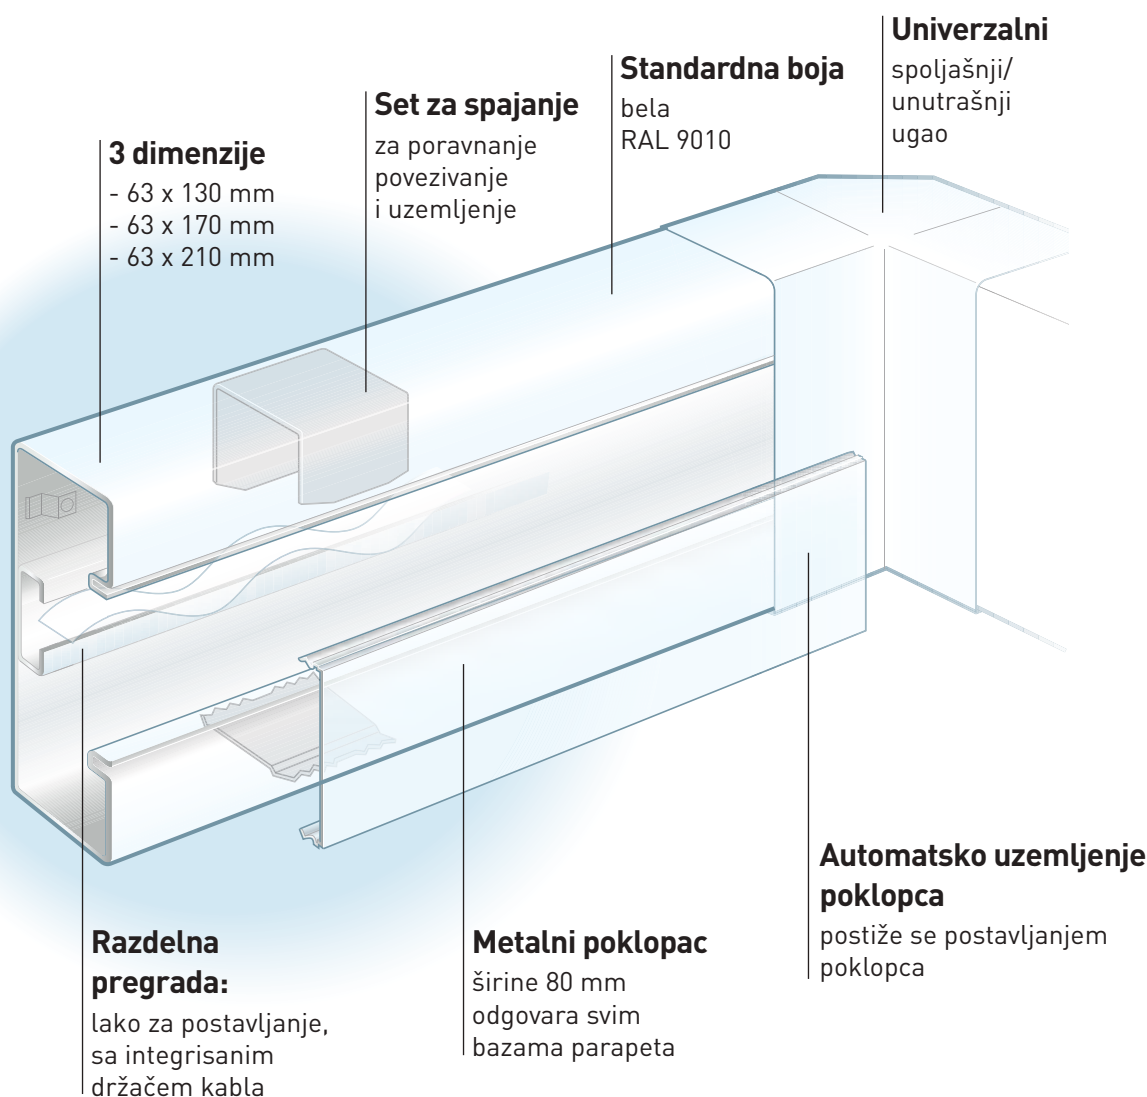 Univerzalni
spoljašnji/
unutrašnji
ugao
Standardna boja
bela
RAL 9010
Set za spajanje
za poravnanje
povezivanje
i uzemljenje
3 dimenzije
- 63 x 130 mm
- 63 x 170 mm
- 63 x 210 mm
Automatsko uzemljenje
poklopca
postiže se postavljanjem
poklopca
Razdelna
pregrada:
lako za postavljanje,
sa integrisanim
držačem kabla
Metalni poklopac
širine 80 mm
odgovara svim
bazama parapeta